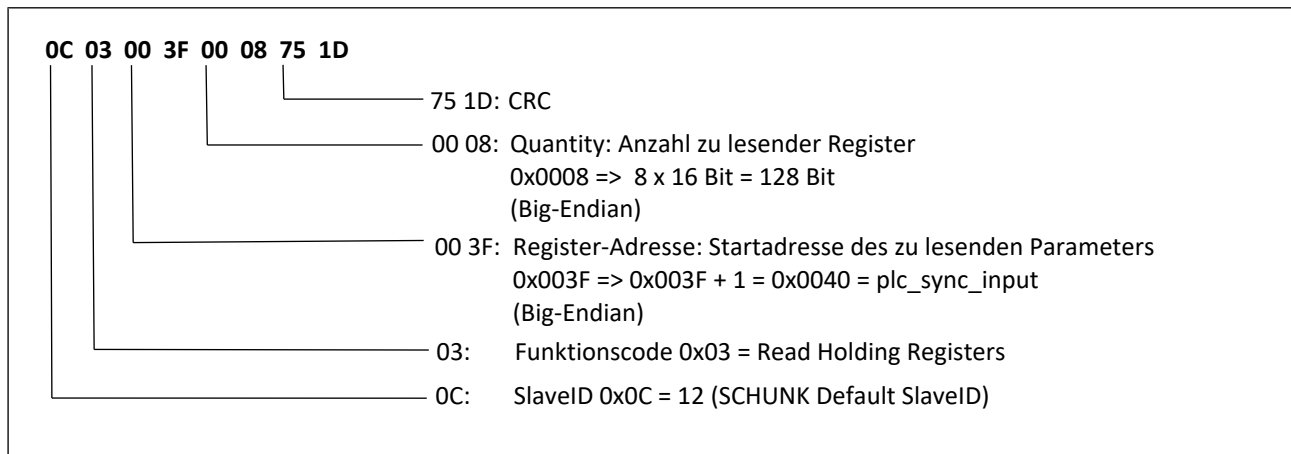 0C 03 00 3F 00 08 75 1D
75 1D: CRC
00 08: Quantity: Anzahl zu lesender Register
0x0008 => 8 x 16 Bit = 128 Bit
(Big-Endian)
00 3F: Register-Adresse: Startadresse des zu lesenden Parameters
0x003F => 0x003F + 1 = 0x0040 = plc_sync_input
(Big-Endian)
03: Funktionscode 0x03 = Read Holding Registers
0C: SlaveID 0x0C = 12 (SCHUNK Default SlaveID)